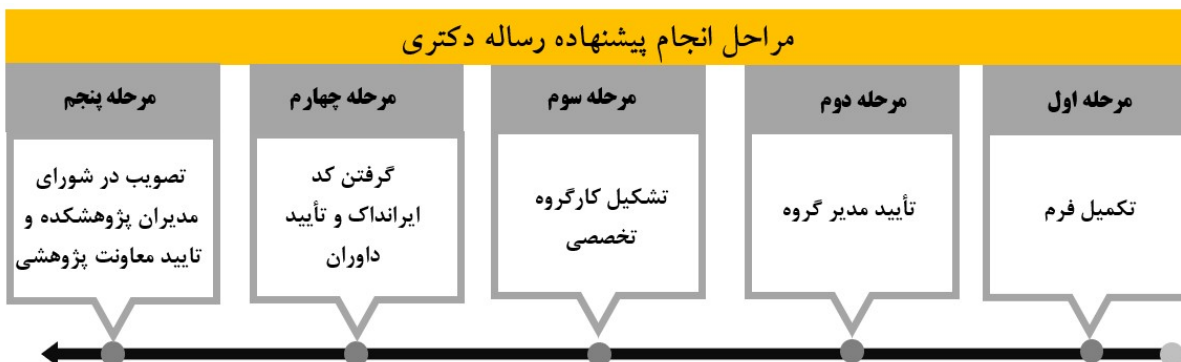 مراحل انجام پیشنهاده رساله دکتری
مرحله اول
تکمیل فرم
مرحله دوم
تأیید مدیر گروه
مرحله سوم
تشکیل کارگروه
تخصصی
مرحله چهارم
گرفتن کد
ایرانداک و تأیید
داوران
مرحله پنجم
تصویب در شورای
مدیران پژوهشکده و
تایید معاونت پژوهشی